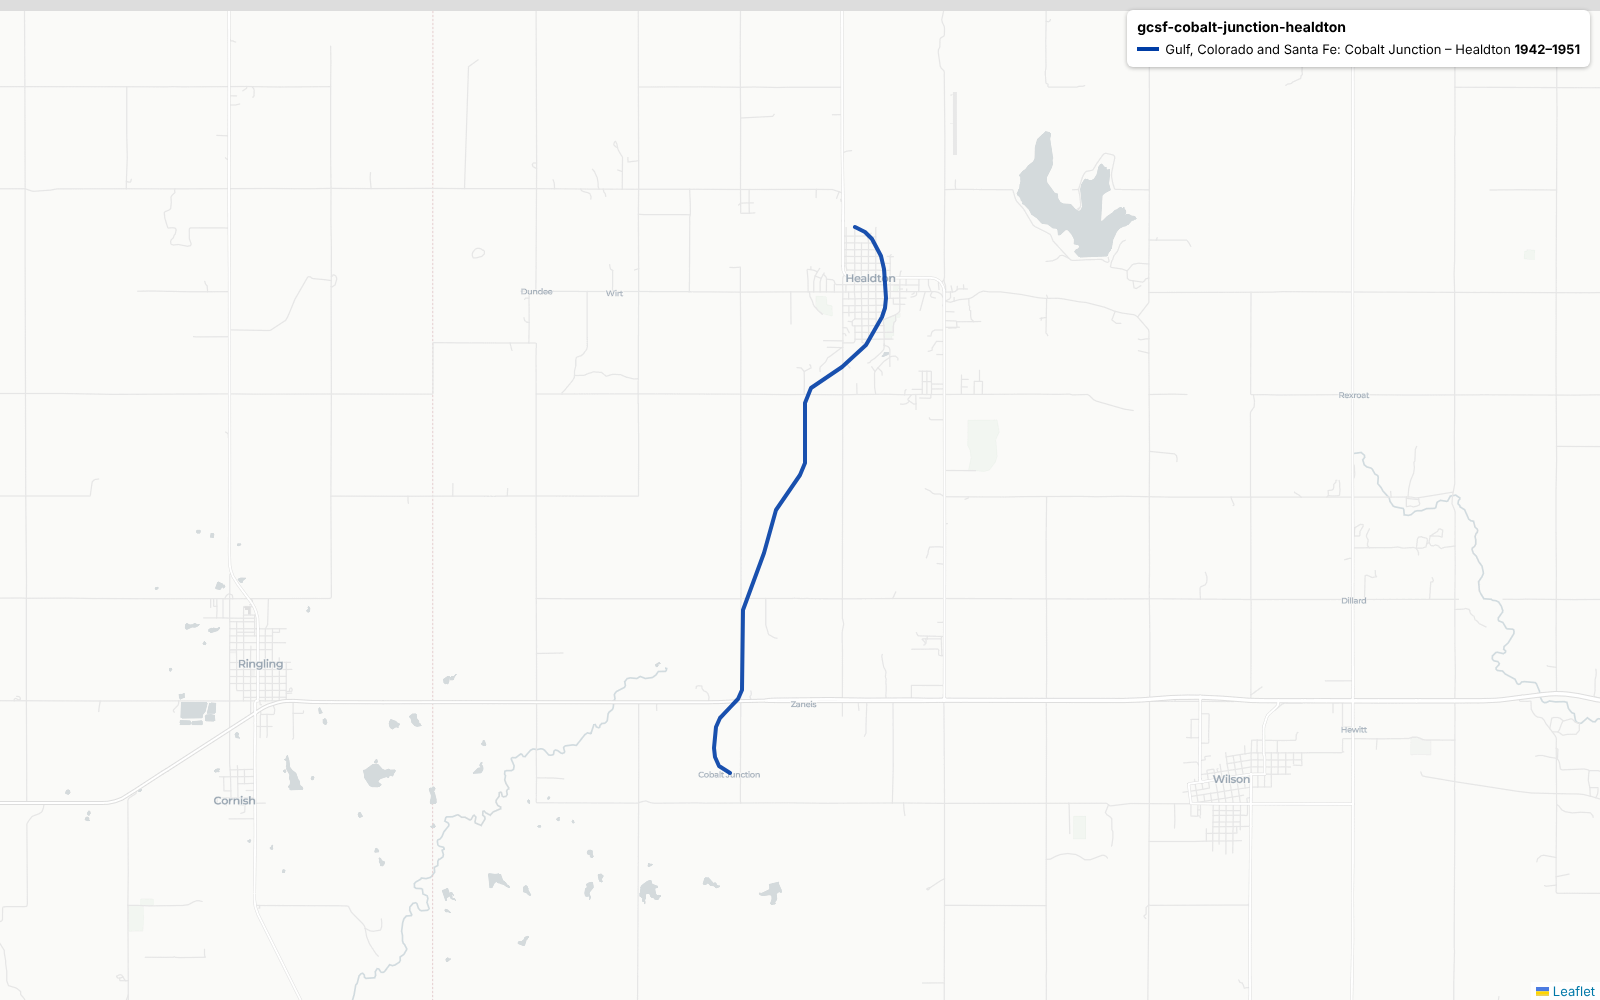 gcsf-cobalt-junction-healdton
Gulf, Colorado and Santa Fe: Cobalt Junction – Healdton 1942–1951
Healdton
Dundee
Wirt
Rexroat
Dillard
Ringling
Zaneis
Hewitt
Cobalt Junction
Wilson
Cornish
Leaflet